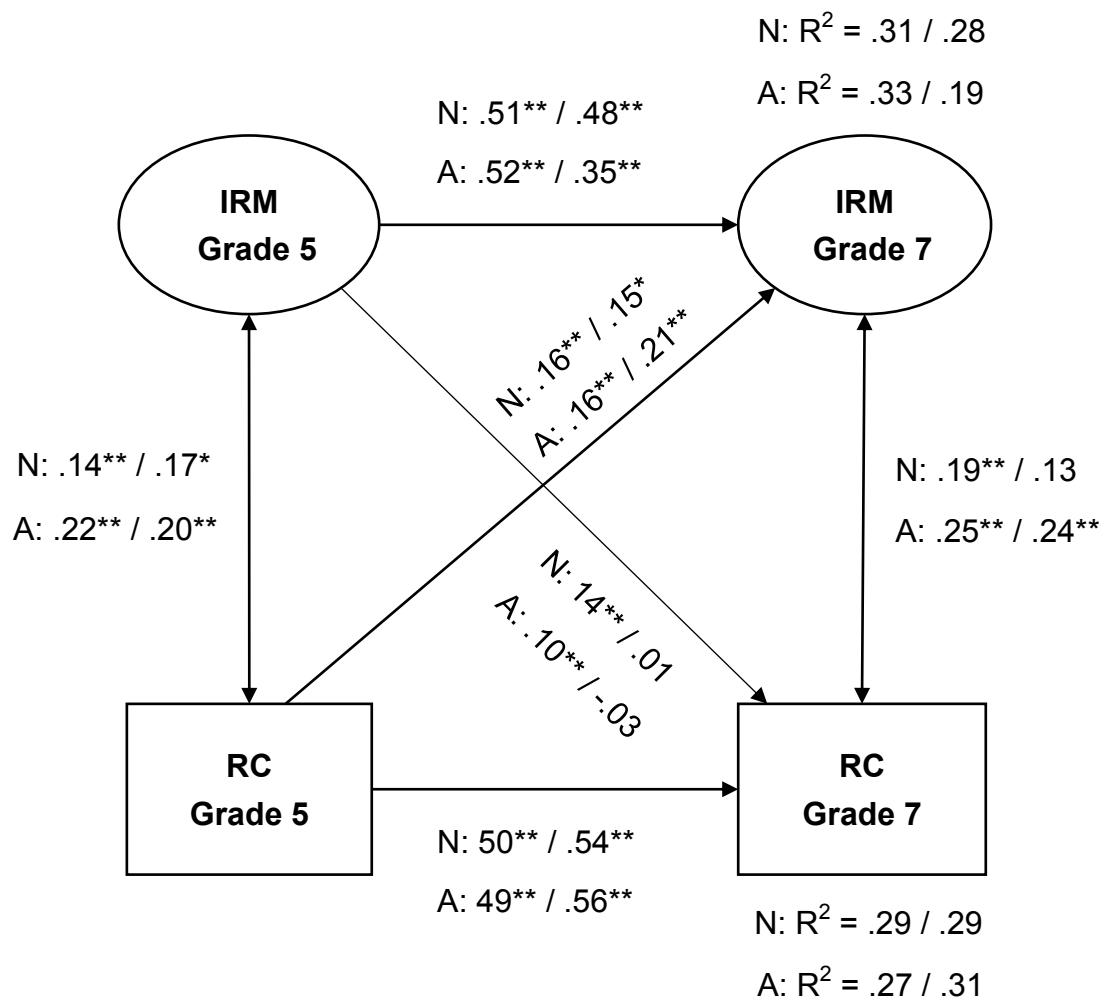 N: R² = .31 / .28
A: R² = .33 / .19
N: .51** / .48**
A: .52** / .35**
IRM
Grade 5
IRM
Grade 7
N: .16** / .15*
A: .16** / .21**
N: .14** / .17*
A: .22** / .20**
N: .19** / .13
A: .25** / .24**
N: 14** / .01
A: .10** / -.03
RC
Grade 5
RC
Grade 7
N: 50** / .54**
A: 49** / .56**
N: R² = .29 / .29
A: R² = .27 / .31